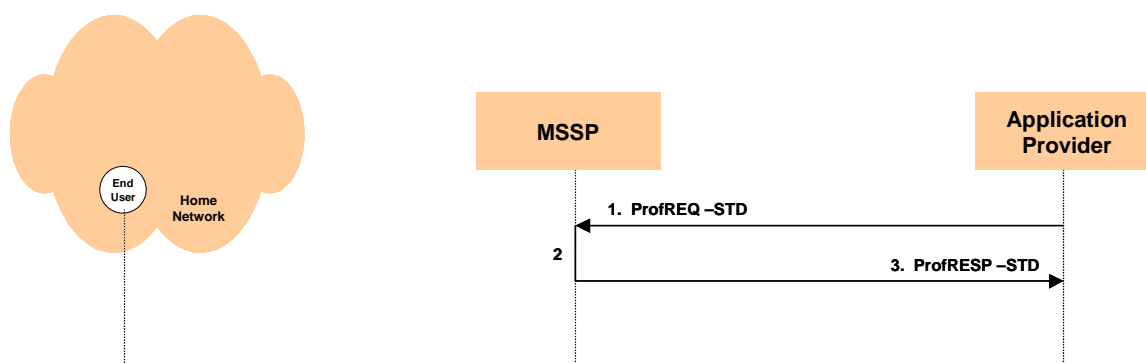 MSSP
Application
Provider
End
User
Home
Network
1. ProfREQ –STD
2
3. ProfRESP –STD